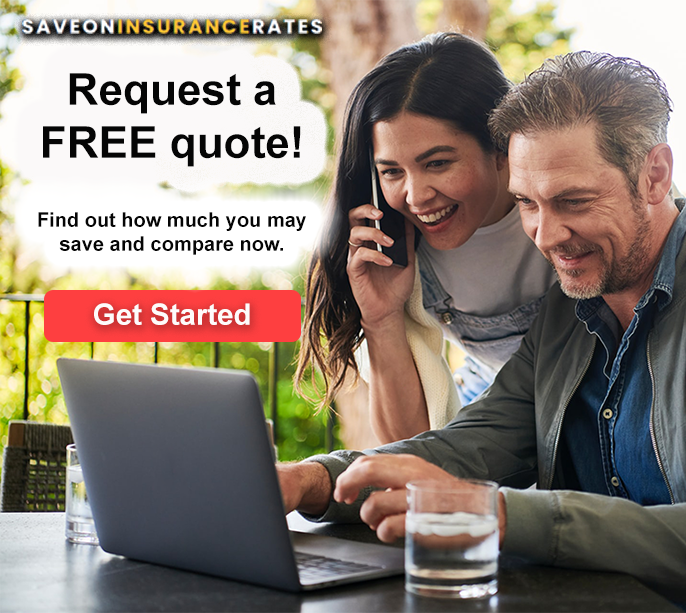 SAVEONINSURANCERATES
Request a
FREE quote!
Find out how much you may
save and compare now.
Get Started